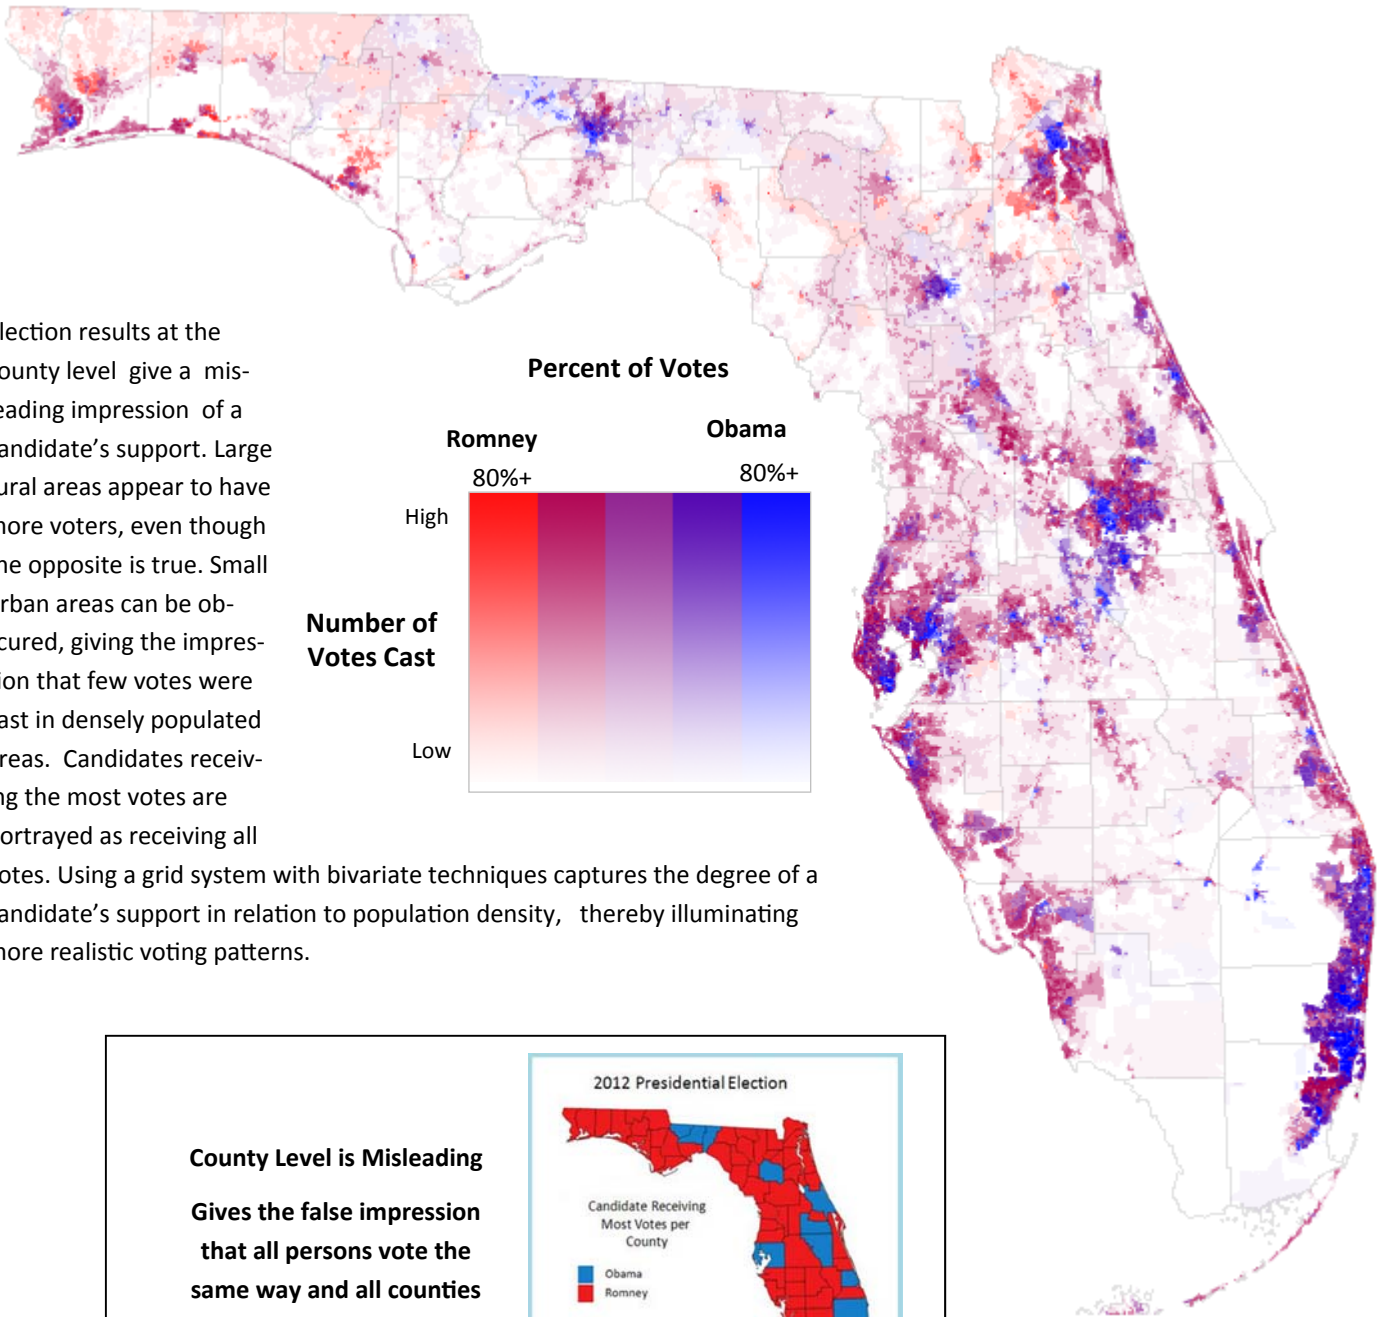 lection results at the
ounty level give a mis-
eading impression of a
andidate's support. Large
ural areas appear to have
nore voters, even though
he opposite is true. Small
rban areas can be ob-
cured, giving the impres-
ion that few votes were
ast in densely populated
reas. Candidates receiv-
ng the most votes are
ortrayed as receiving all
otes. Using a grid system with bivariate techniques captures the degree of a
andidate's support in relation to population density, thereby illuminating
nore realistic voting patterns.
Percent of Votes
Romney
Obama
80%+
80%+
High
Number of
Votes Cast
Low
County Level is Misleading
Gives the false impression
that all persons vote the
same way and all counties
2012 Presidential Election
Candidate Receiving
Most Votes per
County
Obama
Romney